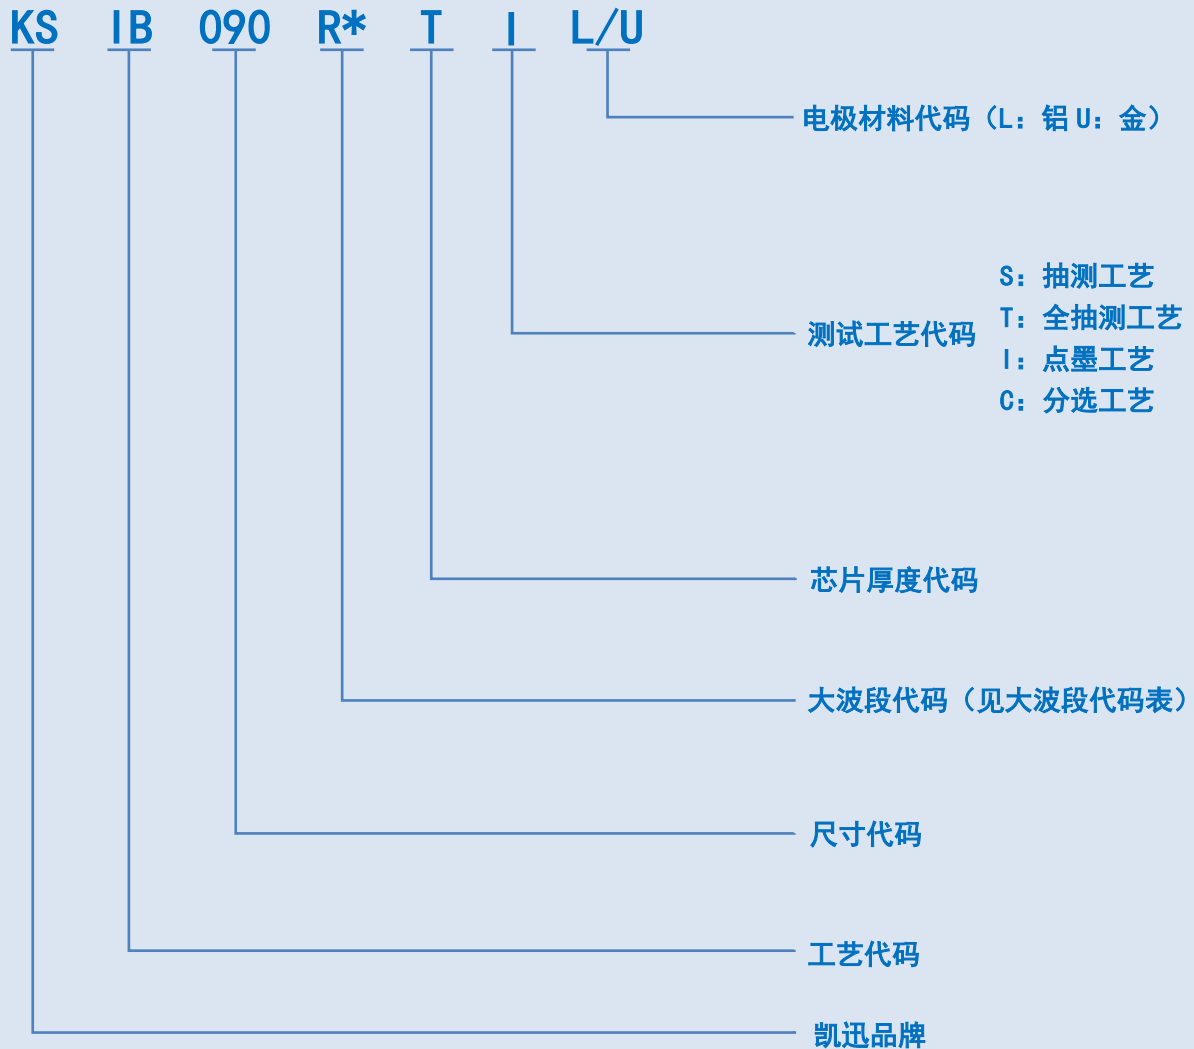 KS IB 090 R* T I L/U
电极材料代码（L：铝 U：金）
测试工艺代码
S：抽测工艺
T：全抽测工艺
I：点墨工艺
C：分选工艺
芯片厚度代码
大波段代码（见大波段代码表）
尺寸代码
工艺代码
凯迅品牌